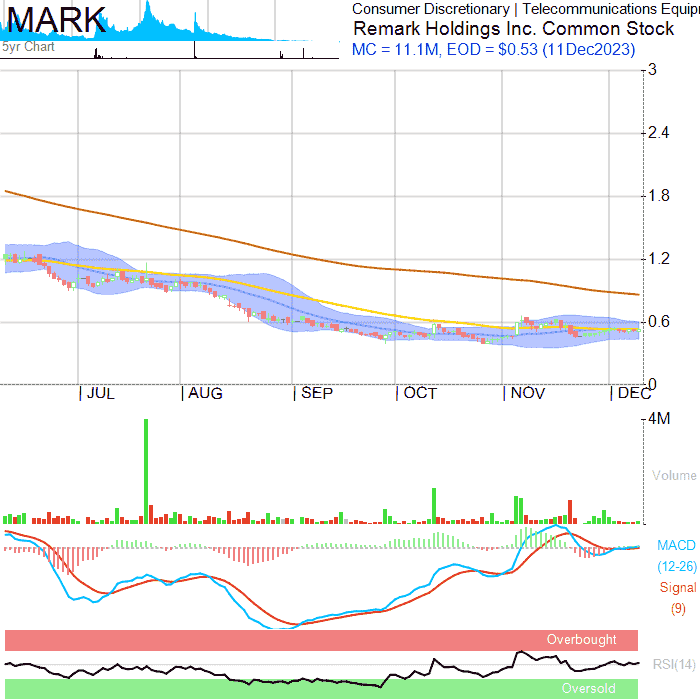 MARK
5yr Chart
Consumer Discretionary | Telecommunications Equip
Remark Holdings Inc. Common Stock
MC = 11.1M, EOD = $0.53 (11Dec2023)
3
2.4
1.8
1.2
0.6
0
JUL AUG SEP OCT NOV DEC
4M
Volume
MACD
(12-26)
Signal
(9)
Overbought
RSI(14)
Oversold